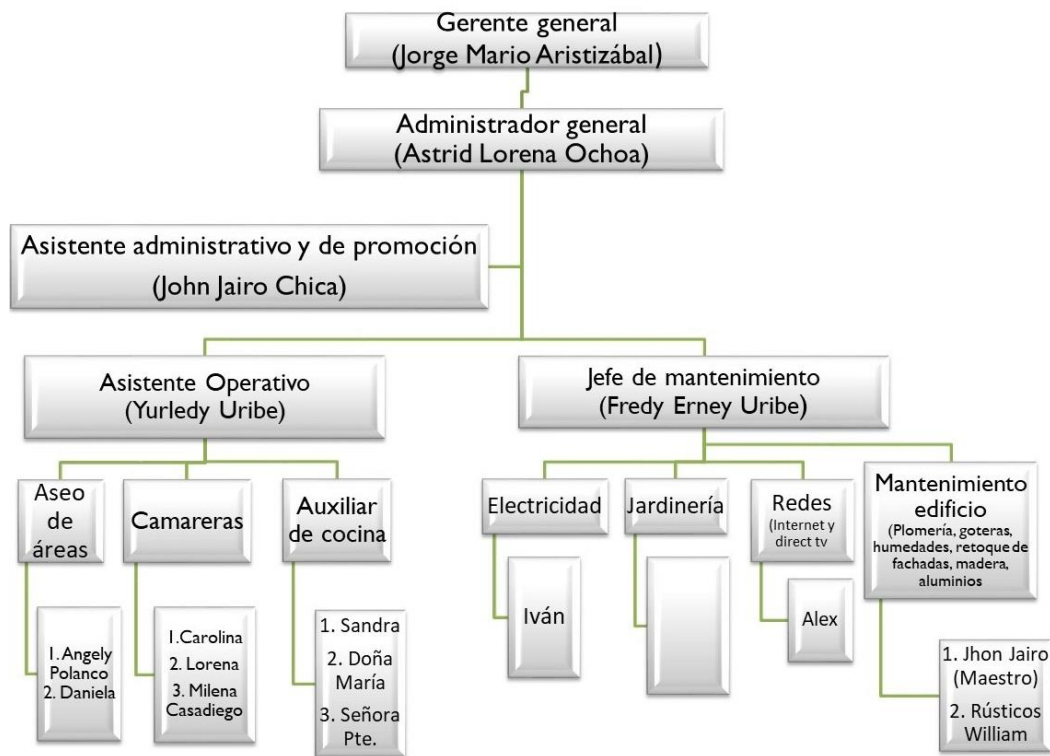 Gerente general
(Jorge Mario Aristizábal)
Administrador general
(Astrid Lorena Ochoa)
Asistente administrativo y de promoción
(John Jairo Chica)
Asistente Operativo
(Yurledy Uribe)
Jefe de mantenimiento
(Fredy Erney Uribe)
Aseo
de
áreas
Camareras
Auxiliar
de cocina
Electricidad
Jardinería
Redes
(Internet y
direct tv
Mantenimiento
edificio
(Plomería, goteras,
humedades, retoque de
fachadas, madera,
aluminios
1. Angely
Polanco
2. Daniela
1.Carolina
2. Lorena
3. Milena
Casadiego
1. Sandra
2. Doña
María
3. Señora
Pte.
Iván
Alex
1. Jhon Jairo
(Maestro)
2. Rústicos
William